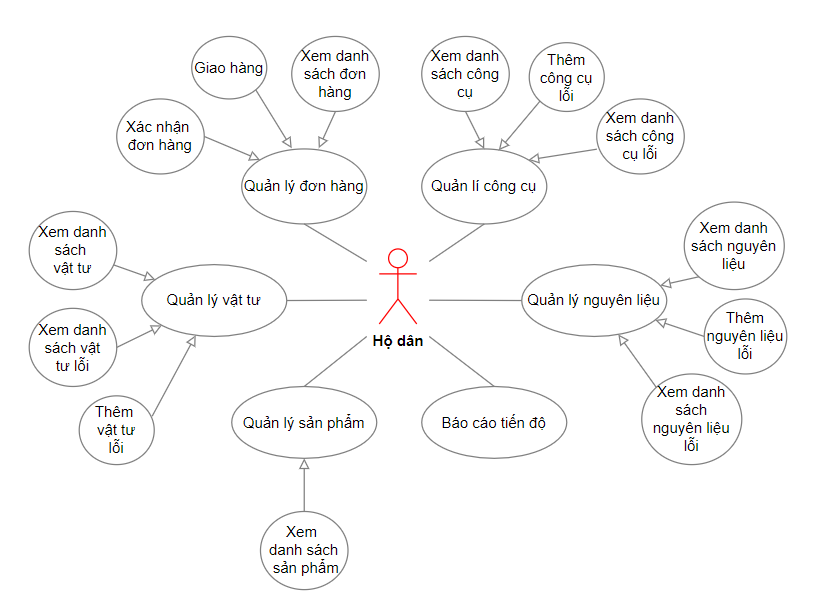 Giao hàng
Xem danh
sách đơn
hàng
Xem danh
sách công
cụ
Thêm
công cụ
lỗi
Xác nhận
đơn hàng
Xem danh
sách công
cụ lỗi
Quản lý đơn hàng
Quản lí công cụ
Xem danh
sách
vật tư
Xem danh
sách nguyên
liệu
Quản lý vật tư
Quản lý nguyên liệu
Hộ dân
Xem danh
sách vật
tư lỗi
Thêm
nguyên liệu
lỗi
Thêm
vật tư
lỗi
Quản lý sản phẩm
Báo cáo tiến độ
Xem danh
sách
nguyên liệu
lỗi
Xem
danh sách
sản phẩm